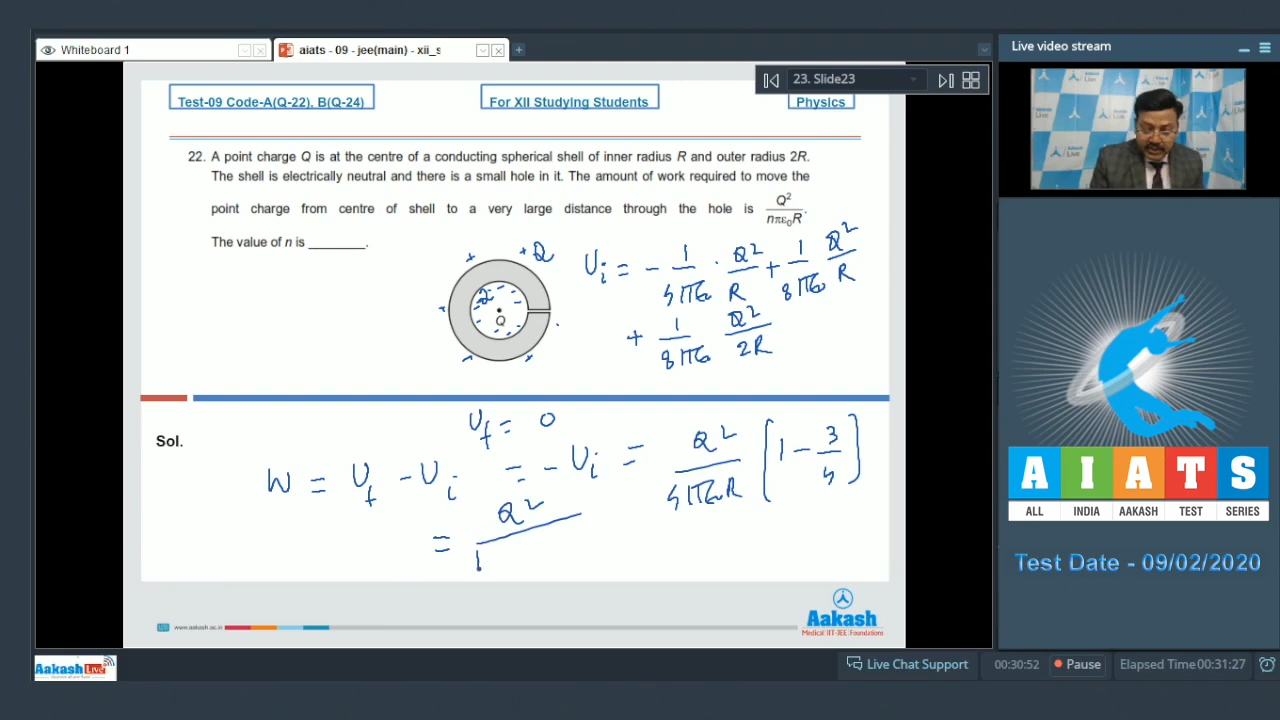 Whiteboard 1
aiats - 09 - jee(main) - xii_s
Live video stream
23. Slide23
Test-09 Code-A(Q-22), B(Q-24)
For XII Studying Students
Physics
22. A point charge Q is at the centre of a conducting spherical shell of inner radius R and outer radius 2R.
The shell is electrically neutral and there is a small hole in it. The amount of work required to move the
point charge from centre of shell to a very large distance through the hole is Q²/nπε₀R.
The value of n is ________.
+ + Q
Q
Uᵢ = - 1/4πε₀ · Q²/R + 1/8πε₀ Q²/R
+ 1/8πε₀ Q²/2R
Sol.
U_f = 0
W = U_f - Uᵢ = - Uᵢ = Q²/4πε₀R [1 - 3/4]
= Q²/1
AIATS
ALL INDIA AAKASH TEST SERIES
Test Date - 09/02/2020
www.aakash.ac.in
Aakash
Medical | IIT-JEE | Foundations
Aakash Live
Live Chat Support
00:30:52
Pause
Elapsed Time 00:31:27